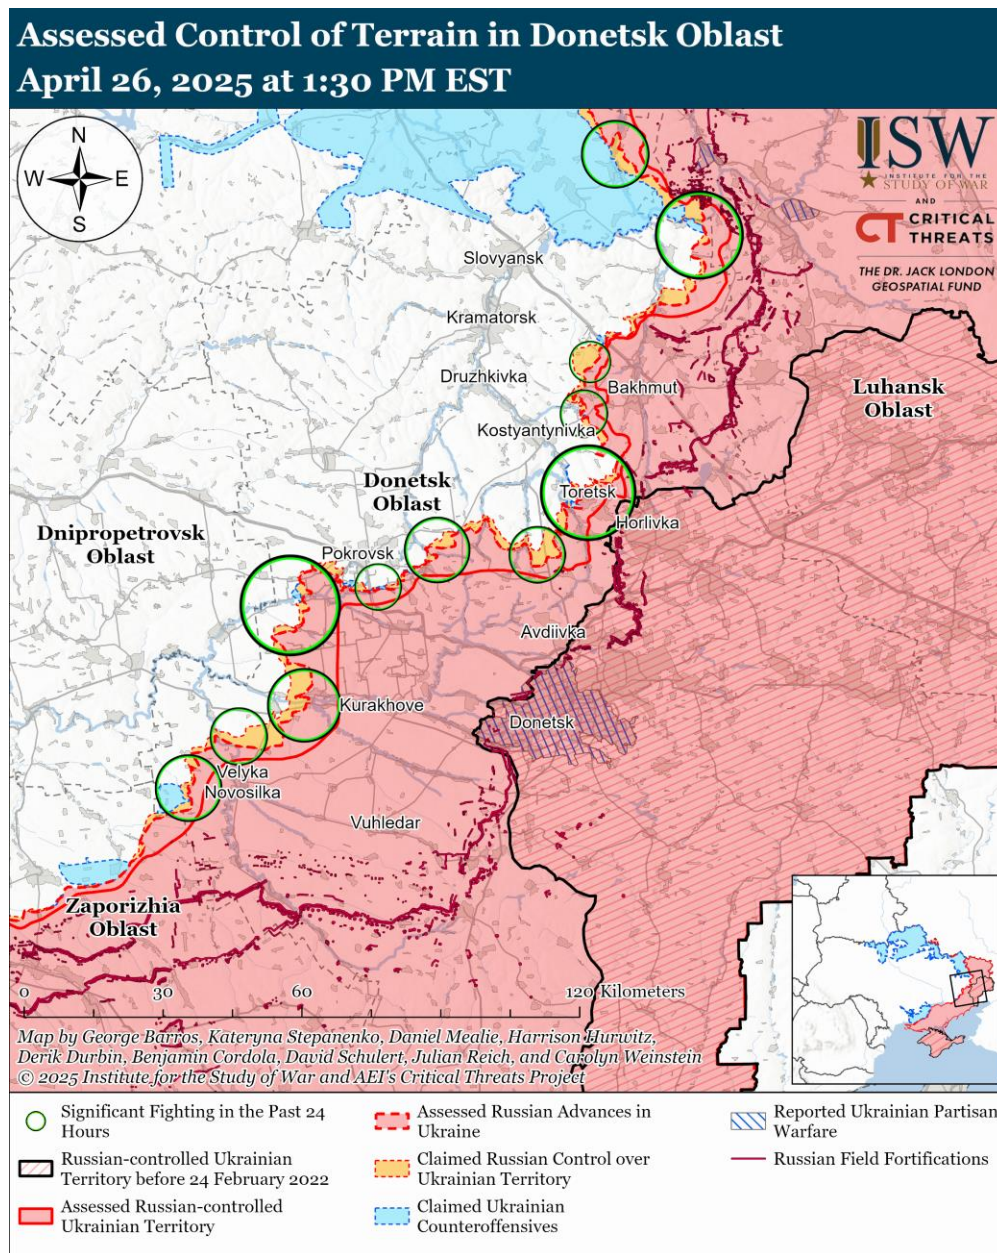 Assessed Control of Terrain in Donetsk Oblast
April 26, 2025 at 1:30 PM EST
N
W E
S
ISW
INSTITUTE FOR THE
STUDY OF WAR
AND
CT CRITICAL
THREATS
THE DR. JACK LONDON
GEOSPATIAL FUND
Slovyansk
Kramatorsk
Druzhkivka
Bakhmut
Luhansk
Oblast
Kostyantynivka
Donetsk
Oblast
Toretsk
Horlivka
Dnipropetrovsk
Oblast
Pokrovsk
Avdiivka
Kurakhove
Donetsk
Velyka
Novosilka
Vuhledar
Zaporizhia
Oblast
0 30 60 120 Kilometers
Map by George Barros, Kateryna Stepanenko, Daniel Mealie, Harrison Hurwitz,
Derik Durbin, Benjamin Cordola, David Schulert, Julian Reich, and Carolyn Weinstein
© 2025 Institute for the Study of War and AEI's Critical Threats Project
Significant Fighting in the Past 24
Hours
Russian-controlled Ukrainian
Territory before 24 February 2022
Assessed Russian-controlled
Ukrainian Territory
Assessed Russian Advances in
Ukraine
Claimed Russian Control over
Ukrainian Territory
Claimed Ukrainian
Counteroffensives
Reported Ukrainian Partisan
Warfare
Russian Field Fortifications